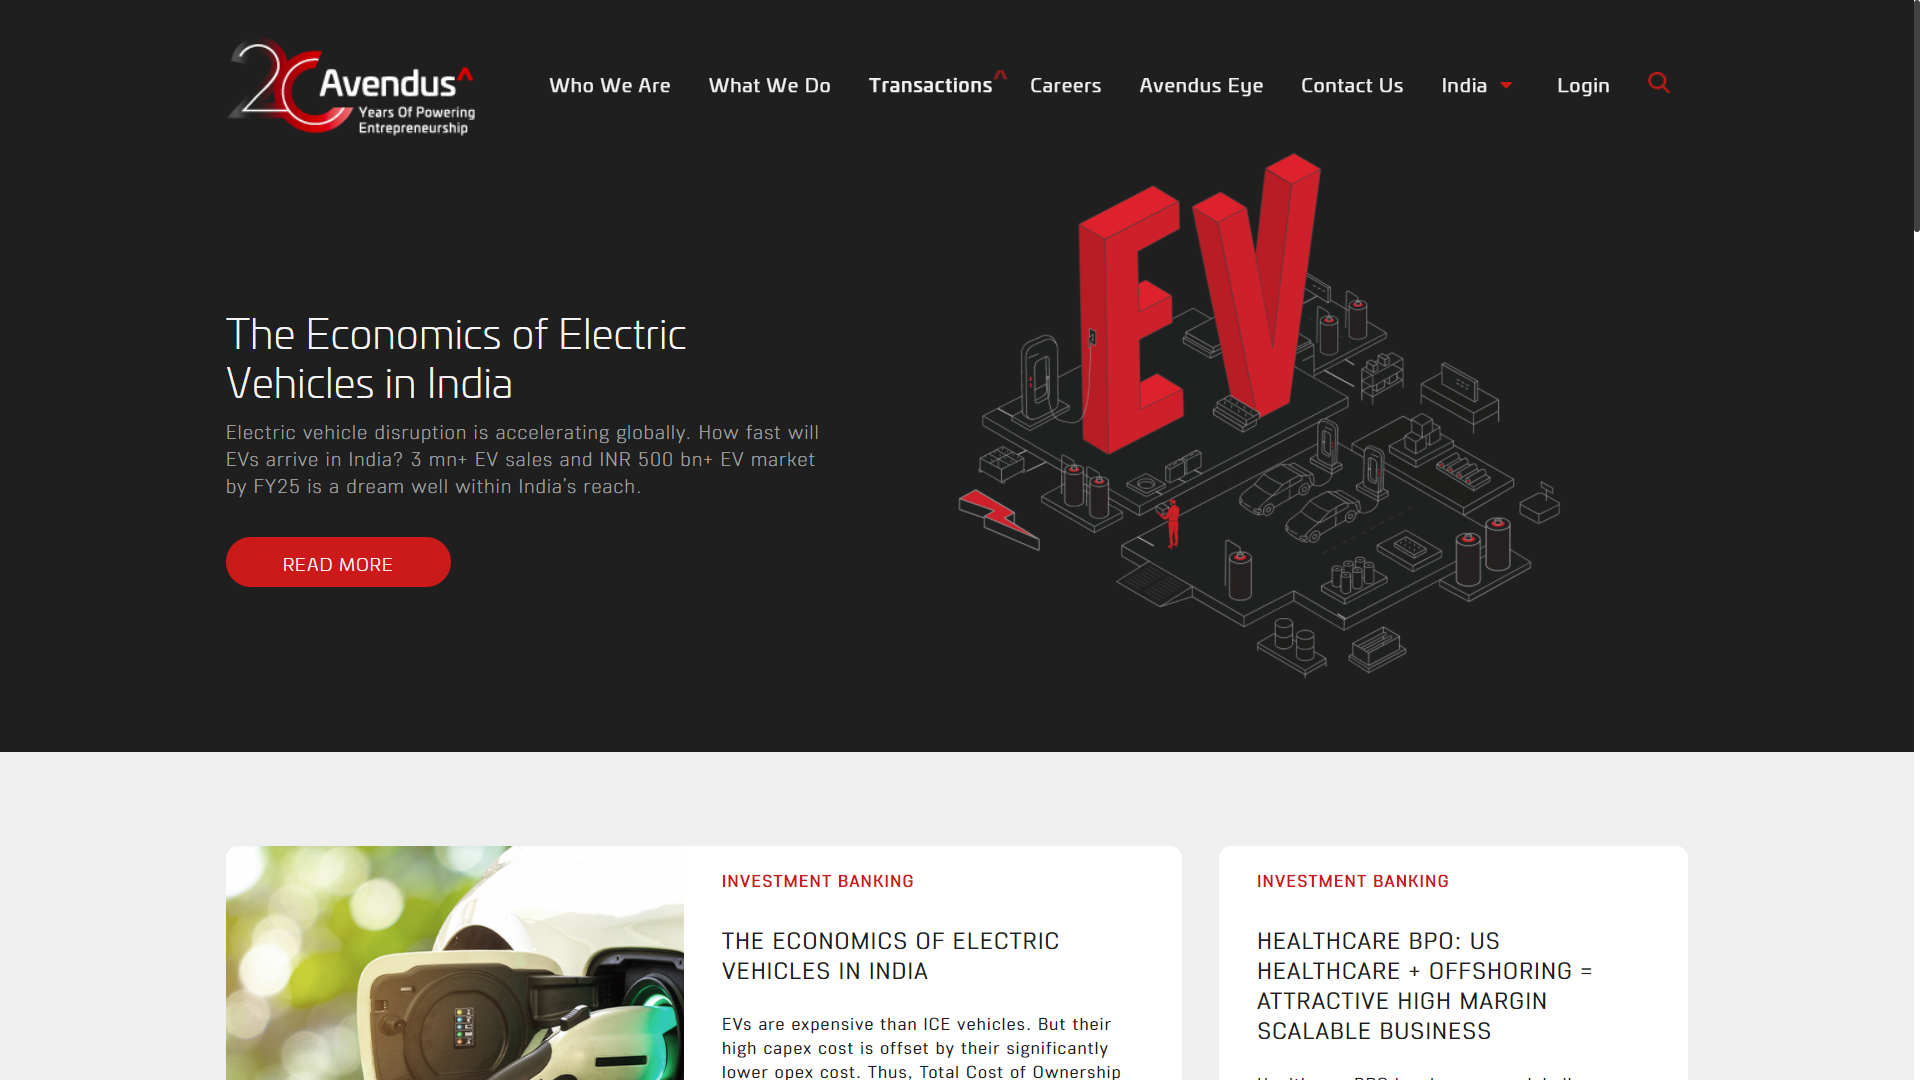 Avendus
Years Of Powering
Entrepreneurship
Who We Are
What We Do
Transactions
Careers
Avendus Eye
Contact Us
India
Login
EV
The Economics of Electric
Vehicles in India
Electric vehicle disruption is accelerating globally. How fast will
EVs arrive in India? 3 mn+ EV sales and INR 500 bn+ EV market
by FY25 is a dream well within India's reach.
READ MORE
INVESTMENT BANKING
THE ECONOMICS OF ELECTRIC
VEHICLES IN INDIA
EVs are expensive than ICE vehicles. But their
high capex cost is offset by their significantly
lower opex cost. Thus, Total Cost of Ownership
INVESTMENT BANKING
HEALTHCARE BPO: US
HEALTHCARE + OFFSHORING =
ATTRACTIVE HIGH MARGIN
SCALABLE BUSINESS